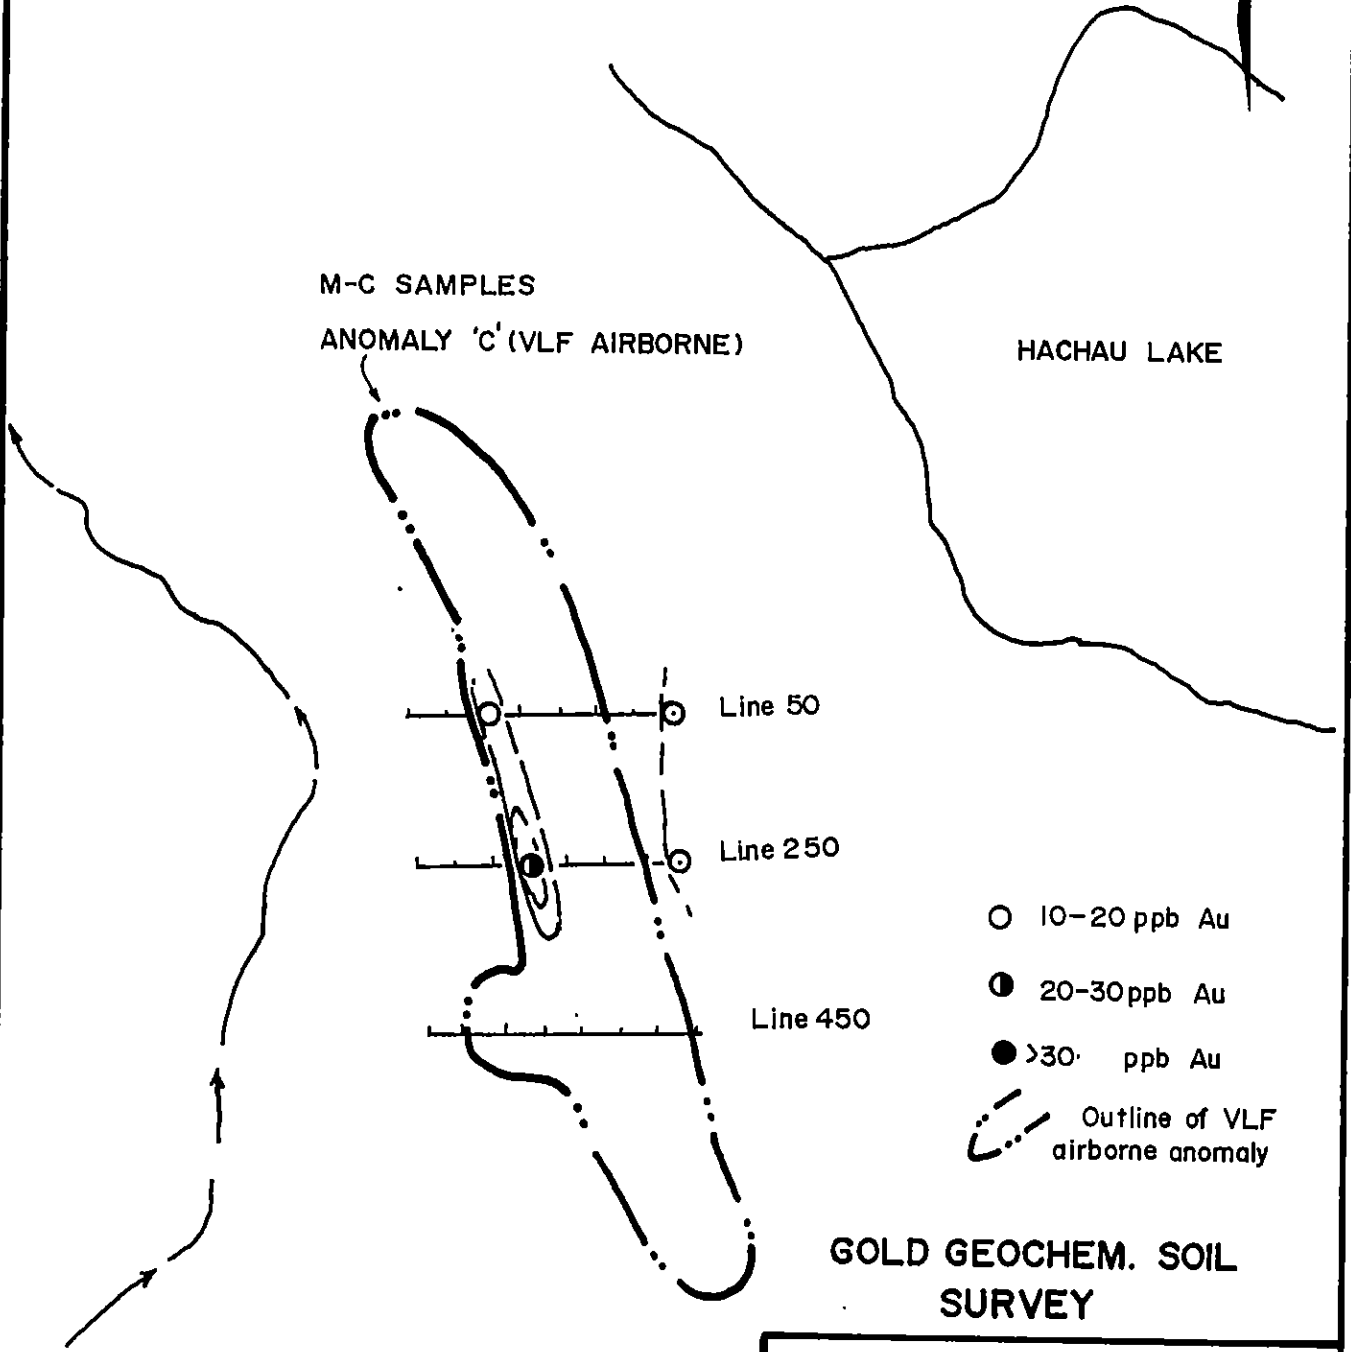 M-C SAMPLES
ANOMALY 'C' (VLF AIRBORNE)
HACHAU LAKE
Line 50
Line 250
Line 450
10-20 ppb Au
20-30 ppb Au
>30 ppb Au
Outline of VLF
airborne anomaly
GOLD GEOCHEM. SOIL
SURVEY